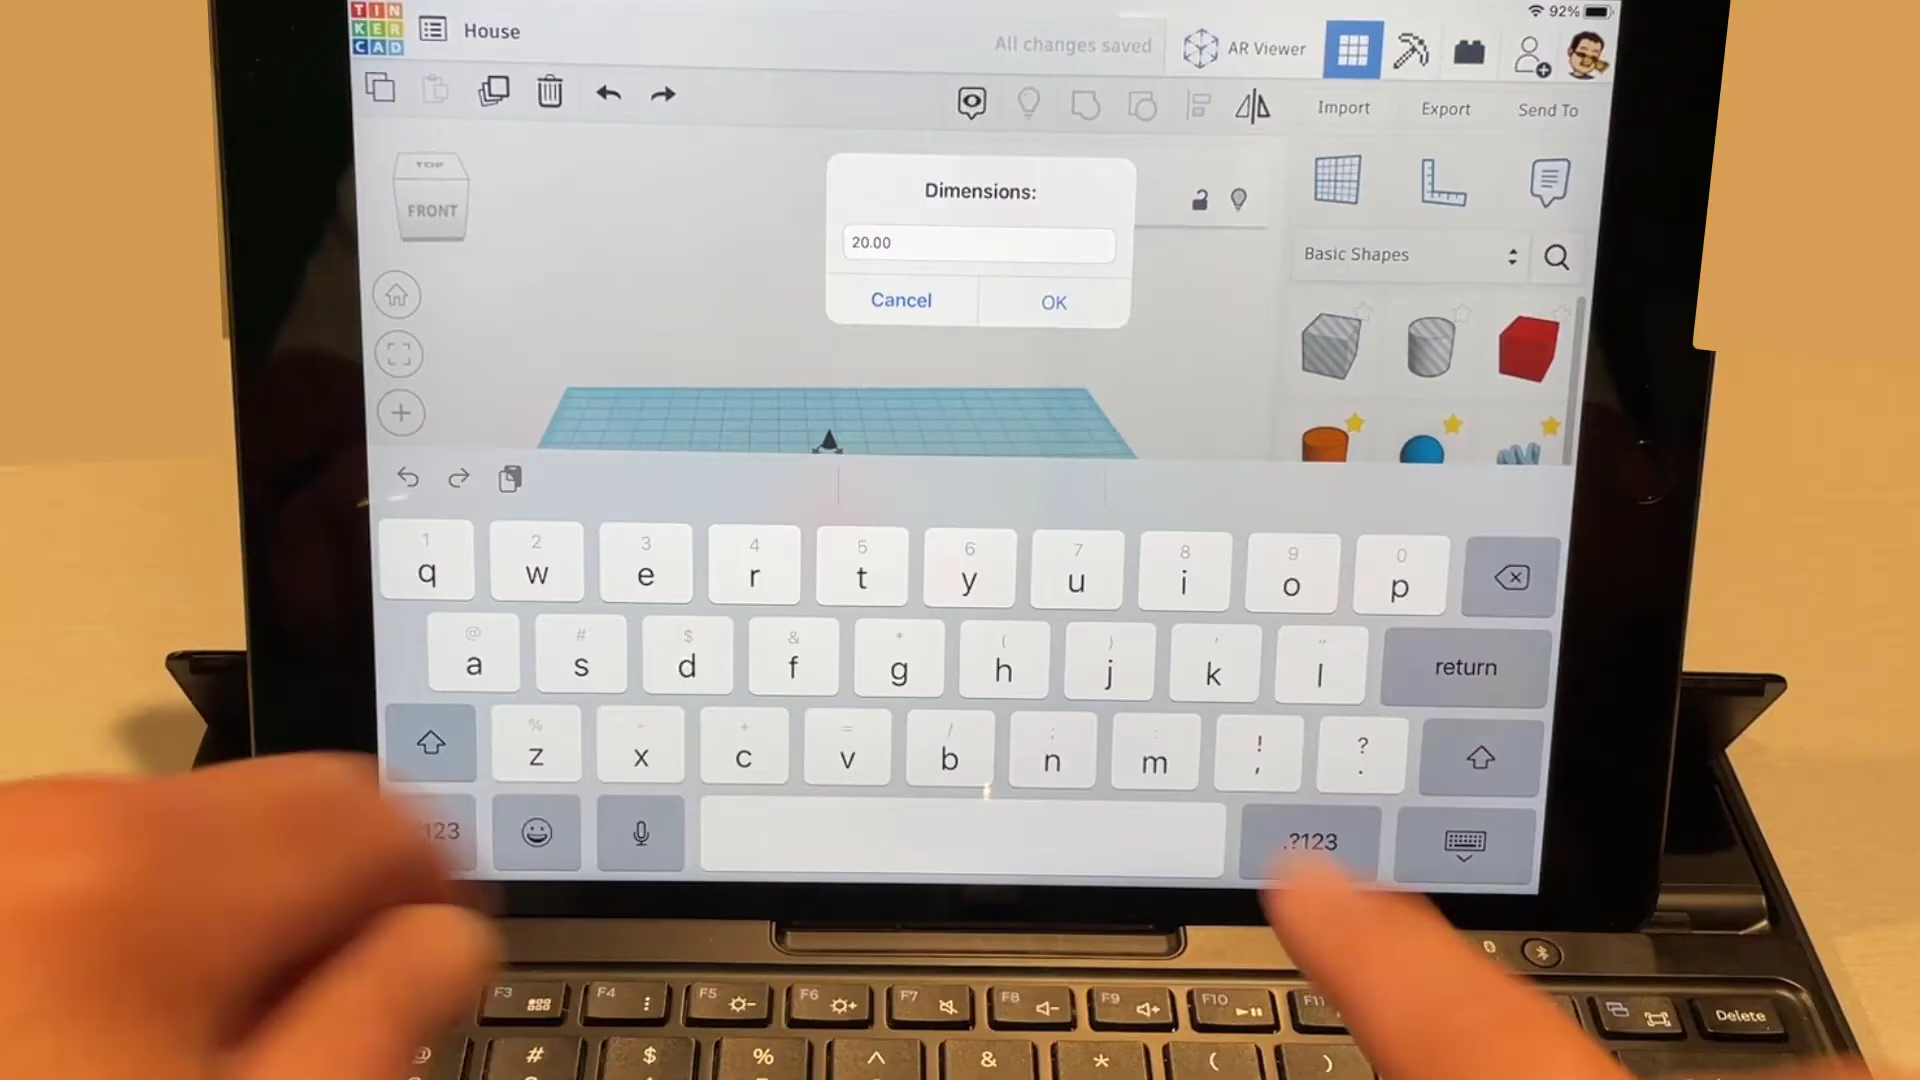 TIN
KER
CAD
House
All changes saved
AR Viewer
92%
Import
Export
Send To
TOP
FRONT
Dimensions:
20.00
Cancel
OK
Basic Shapes
1 2 3 4 5 6 7 8 9 0
q w e r t y u i o p
@ # $ & * ( ) ' "
a s d f g h j k l
return
% - + = / ; : ! ?
z x c v b n m , .
123
.?123
F3 F4 F5 F6 F7 F8 F9 F10 F11
Delete
@ # $ % ^ & * ( )